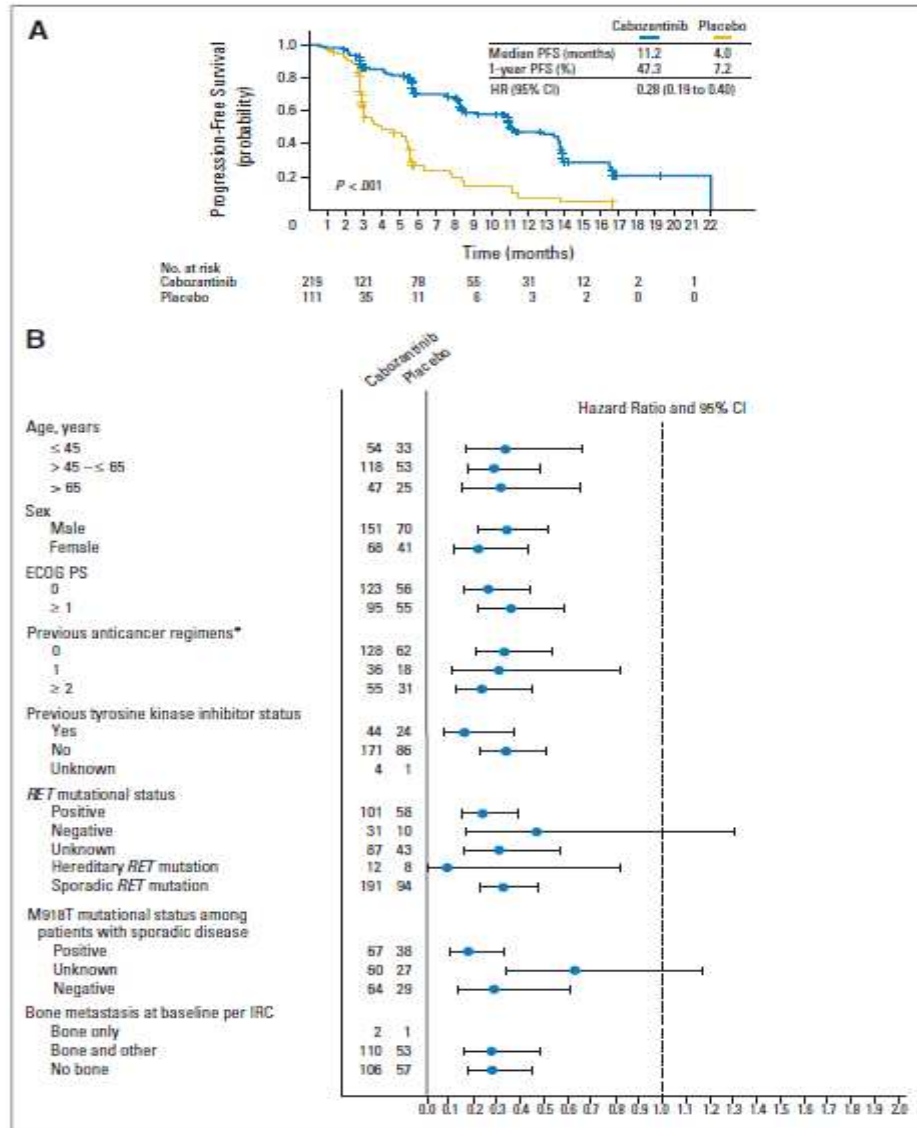 A
Cabozantinib Placebo
Median PFS (months) 11.2 4.0
1-year PFS (%) 47.3 7.2
HR (95% CI) 0.28 (0.19 to 0.40)
Progression-Free Survival
(probability)
1.0
0.8
0.6
0.4
0.2
P < .001
0 1 2 3 4 5 6 7 8 9 10 11 12 13 14 15 16 17 18 19 20 21 22
Time (months)
No. at risk
Cabozantinib 219 121 78 55 31 12 2 1
Placebo 111 35 11 6 3 2 0 0
B
Cabozantinib
Placebo
Hazard Ratio and 95% CI
Age, years
≤ 45 54 33
> 45 – ≤ 65 118 53
> 65 47 25
Sex
Male 151 70
Female 68 41
ECOG PS
0 123 56
≥ 1 95 55
Previous anticancer regimens*
0 128 62
1 36 18
≥ 2 55 31
Previous tyrosine kinase inhibitor status
Yes 44 24
No 171 86
Unknown 4 1
RET mutational status
Positive 101 58
Negative 31 10
Unknown 87 43
Hereditary RET mutation 12 8
Sporadic RET mutation 191 94
M918T mutational status among
patients with sporadic disease
Positive 67 38
Unknown 60 27
Negative 64 29
Bone metastasis at baseline per IRC
Bone only 2 1
Bone and other 110 53
No bone 106 57
0.0 0.1 0.2 0.3 0.4 0.5 0.6 0.7 0.8 0.9 1.0 1.1 1.2 1.3 1.4 1.5 1.6 1.7 1.8 1.9 2.0